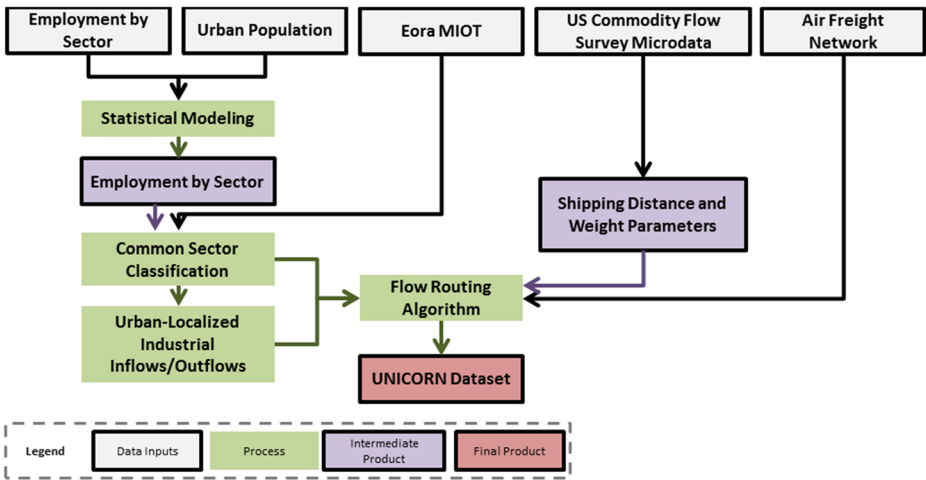 Employment by
Sector
Urban Population
Eora MIOT
US Commodity Flow
Survey Microdata
Air Freight
Network
Statistical Modeling
Employment by Sector
Shipping Distance and
Weight Parameters
Common Sector
Classification
Flow Routing
Algorithm
Urban-Localized
Industrial
Inflows/Outflows
UNICORN Dataset
Legend
Data Inputs
Process
Intermediate
Product
Final Product